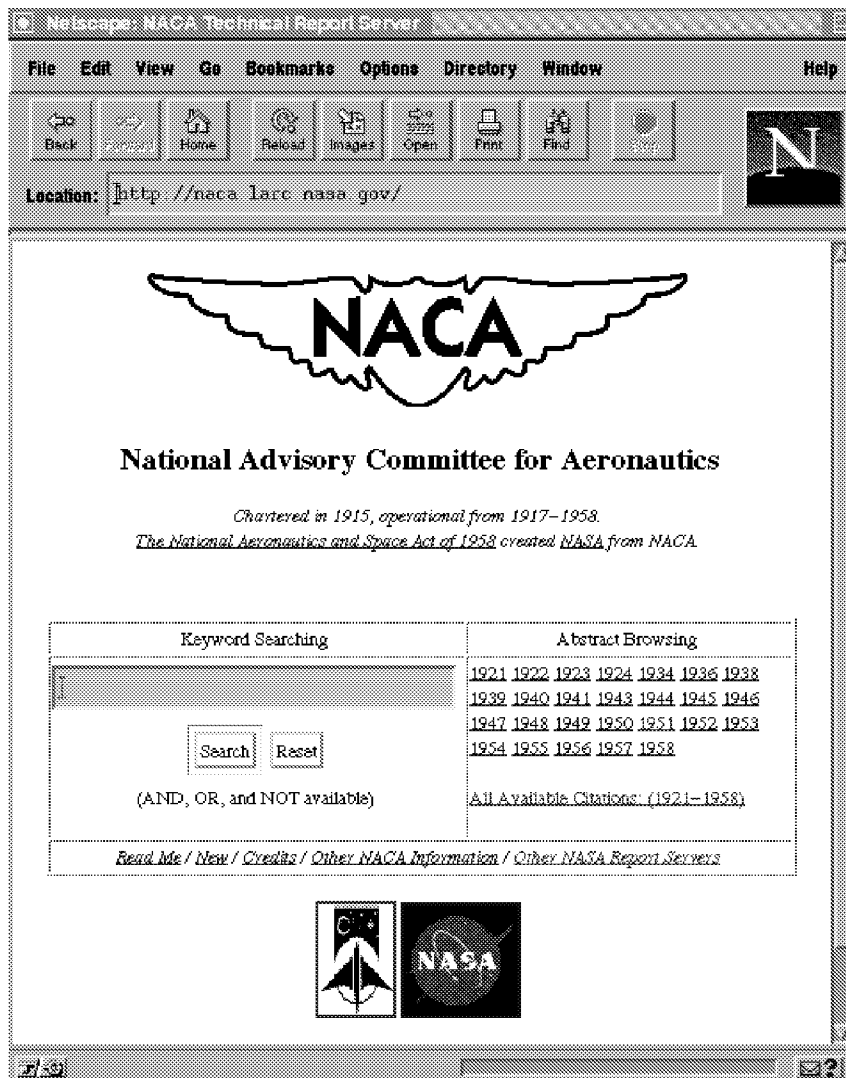 Netscape: NACA Technical Report Server
File Edit View Go Bookmarks Options Directory Window Help
Back Forward Home Reload Images Open Print Find Stop
N
Location: http://naca.larc.nasa.gov/
NACA
National Advisory Committee for Aeronautics
Chartered in 1915, operational from 1917–1958.
The National Aeronautics and Space Act of 1958 created NASA from NACA.
Keyword Searching
Abstract Browsing
1921 1922 1923 1924 1934 1936 1938
1939 1940 1941 1943 1944 1945 1946
1947 1948 1949 1950 1951 1952 1953
1954 1955 1956 1957 1958
Search Reset
(AND, OR, and NOT available)
All Available Citations: (1921–1958)
Read Me / New / Credits / Other NACA Information / Other NASA Report Servers
NASA
?